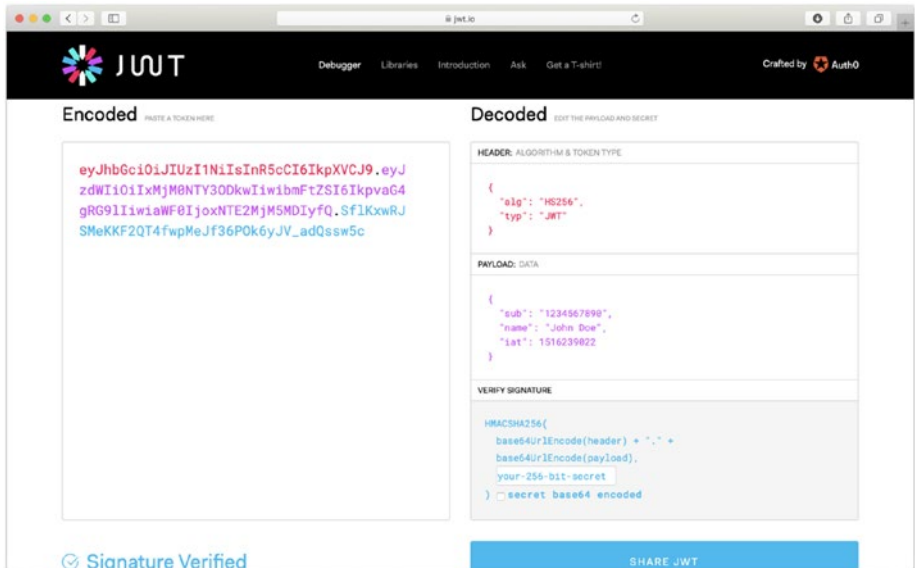 jwt.io
JWT
Debugger Libraries Introduction Ask Get a T-shirt!
Crafted by Auth0
Encoded PASTE A TOKEN HERE
eyJhbGciOiJIUzI1NiIsInR5cCI6IkpXVCJ9.eyJ
zdWIiOiIxMjM0NTY3ODkwIiwibmFtZSI6IkpvaG4
gRG9lIiwiaWF0IjoxNTE2MjM5MDIyfQ.SflKxwRJ
SMeKKF2QT4fwpMeJf36POk6yJV_adQssw5c
Signature Verified
Decoded EDIT THE PAYLOAD AND SECRET
HEADER: ALGORITHM & TOKEN TYPE
{
"alg": "HS256",
"typ": "JWT"
}
PAYLOAD: DATA
{
"sub": "1234567890",
"name": "John Doe",
"iat": 1516239022
}
VERIFY SIGNATURE
HMACSHA256(
base64UrlEncode(header) + "." +
base64UrlEncode(payload),
your-256-bit-secret
) secret base64 encoded
SHARE JWT